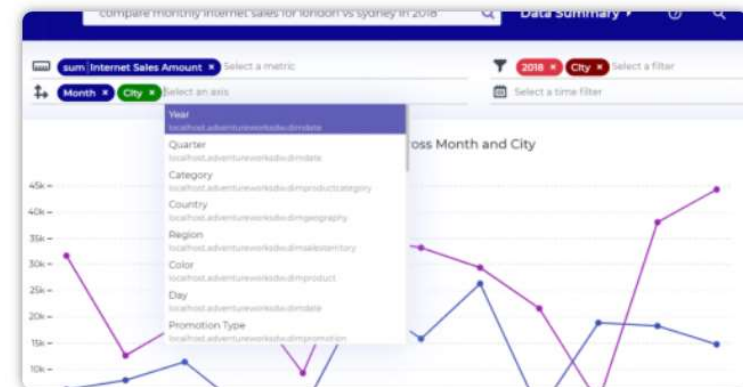 compare monthly internet sales for london vs sydney in 2018
Data Summary
sum Internet Sales Amount × Select a metric
2018 × City × Select a filter
Month × City × Select an axis
Select a time filter
Year
localhost.adventureworksdw.dimdate
Quarter
localhost.adventureworksdw.dimdate
Category
localhost.adventureworksdw.dimproductcategory
Country
localhost.adventureworksdw.dimgeography
Region
localhost.adventureworksdw.dimsalesterritory
Color
localhost.adventureworksdw.dimproduct
Day
localhost.adventureworksdw.dimdate
Promotion Type
localhost.adventureworksdw.dimpromotion
oss Month and City
45k
40k
35k
30k
25k
20k
15k
10k